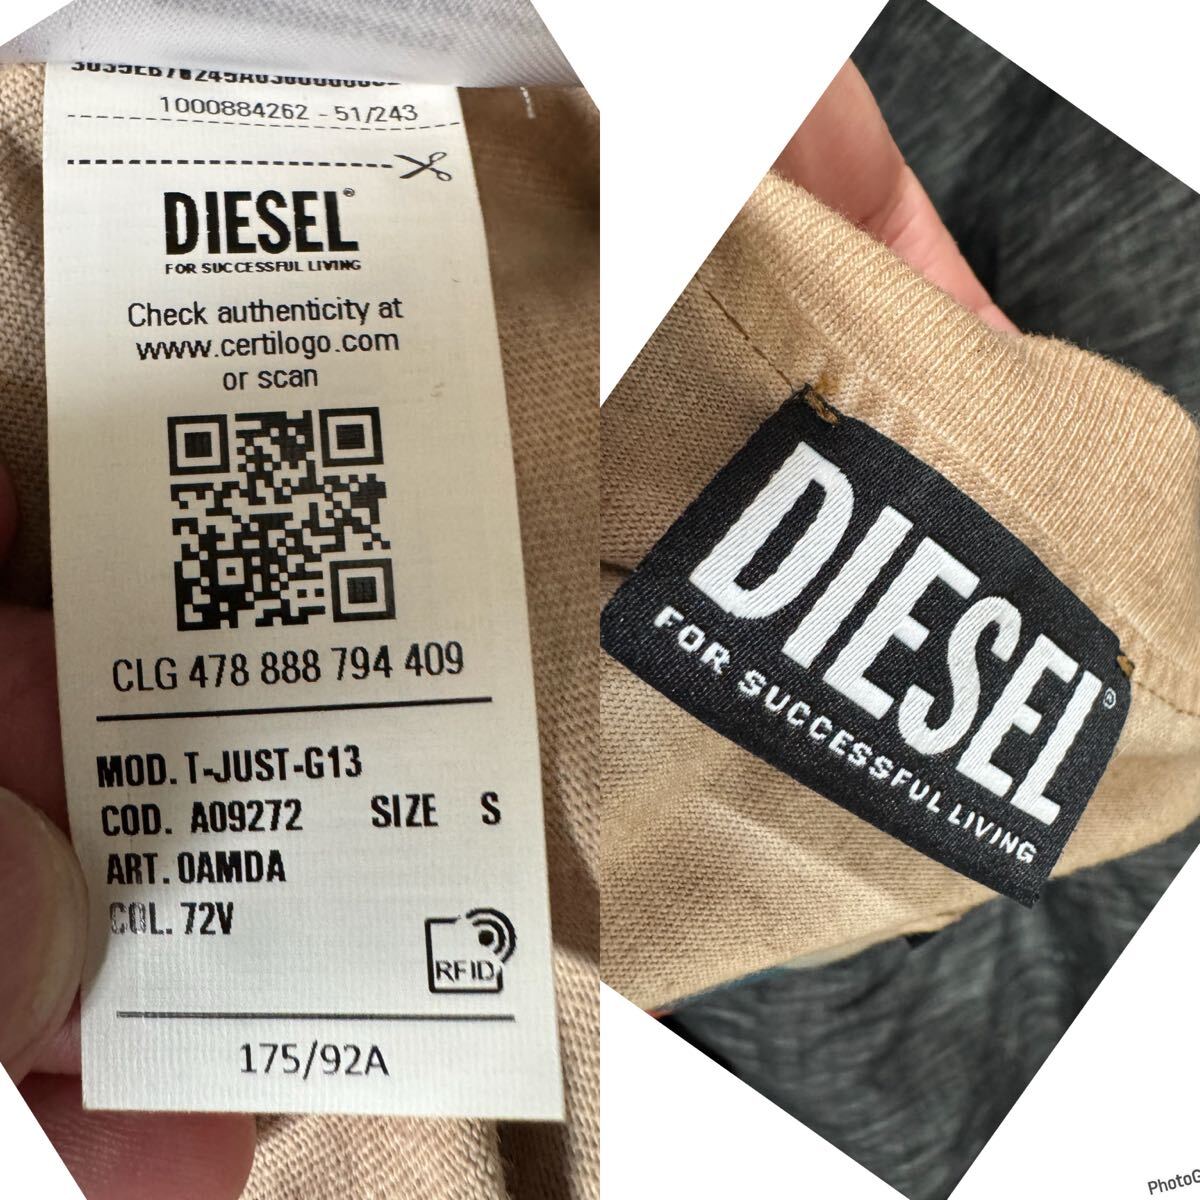 1000884262 - 51/243
DIESEL®
FOR SUCCESSFUL LIVING
Check authenticity at
www.certilogo.com
or scan
CLG 478 888 794 409
MOD. T-JUST-G13
COD. A09272 SIZE S
ART. 0AMDA
COL. 72V
RFID
175/92A
DIESEL®
FOR SUCCESSFUL LIVING
PhotoG